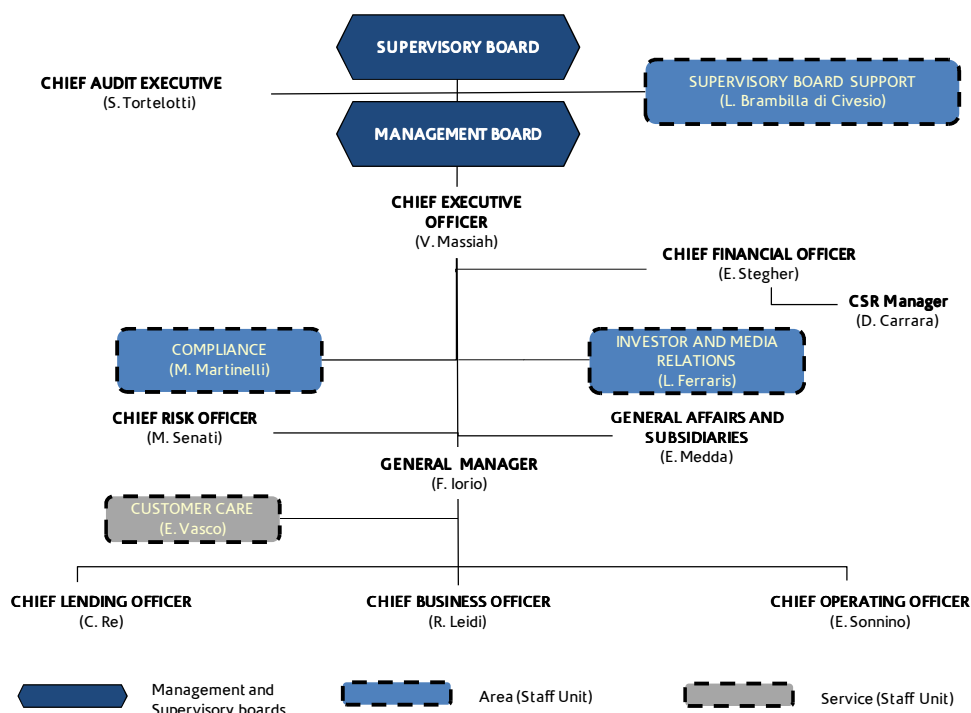 SUPERVISORY BOARD
CHIEF AUDIT EXECUTIVE
(S. Tortelotti)
SUPERVISORY BOARD SUPPORT
(L. Brambilla di Civesio)
MANAGEMENT BOARD
CHIEF EXECUTIVE
OFFICER
(V. Massiah)
CHIEF FINANCIAL OFFICER
(E. Stegher)
CSR Manager
(D. Carrara)
COMPLIANCE
(M. Martinelli)
INVESTOR AND MEDIA
RELATIONS
(L. Ferraris)
CHIEF RISK OFFICER
(M. Senati)
GENERAL AFFAIRS AND
SUBSIDIARIES
(E. Medda)
GENERAL MANAGER
(F. Iorio)
CUSTOMER CARE
(E. Vasco)
CHIEF LENDING OFFICER
(C. Re)
CHIEF BUSINESS OFFICER
(R. Leidi)
CHIEF OPERATING OFFICER
(E. Sonnino)
Management and
Supervisory boards
Area (Staff Unit)
Service (Staff Unit)